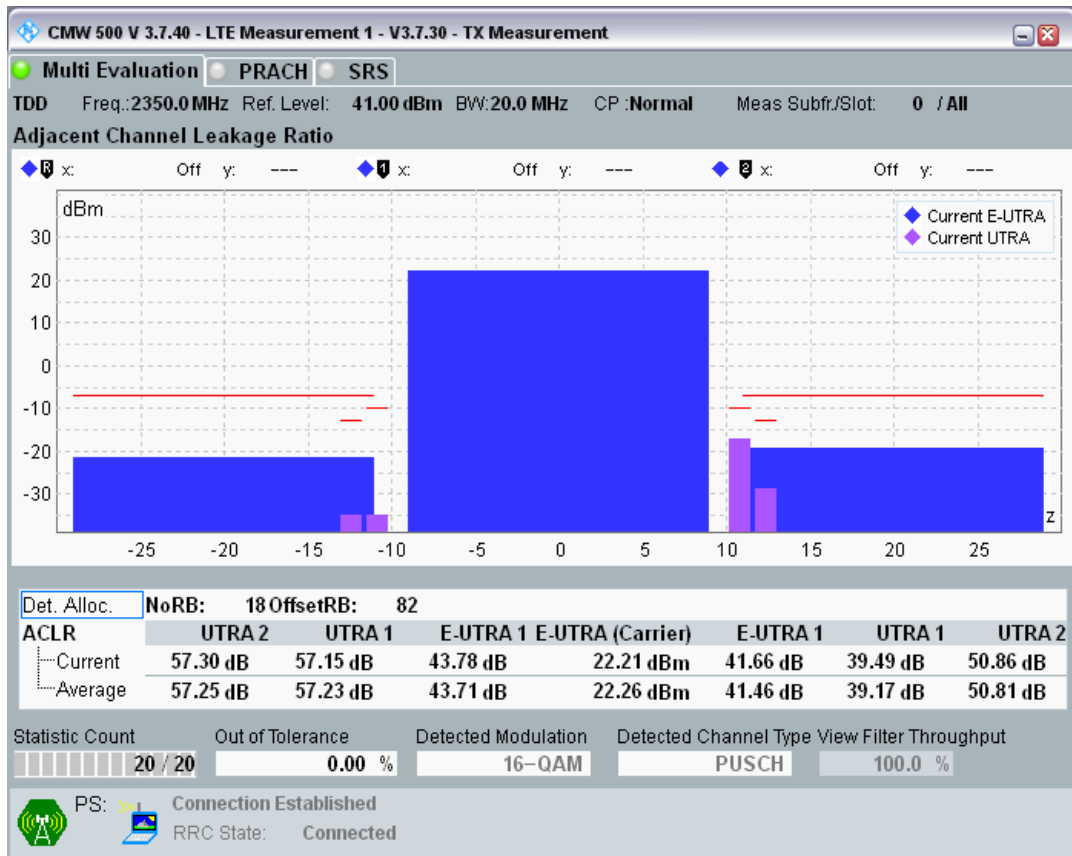 CMW 500 V 3.7.40 - LTE Measurement 1 - V3.7.30 - TX Measurement
Multi Evaluation PRACH SRS
TDD Freq.:2350.0 MHz Ref. Level: 41.00 dBm BW:20.0 MHz CP :Normal Meas Subfr./Slot: 0 / All
Adjacent Channel Leakage Ratio
R x: Off y: --- 1 x: Off y: --- 2 x: Off y: ---
dBm
Current E-UTRA
Current UTRA
30
20
10
0
-10
-20
-30
z
-25 -20 -15 -10 -5 0 5 10 15 20 25
Det. Alloc. NoRB: 18 OffsetRB: 82
ACLR UTRA 2 UTRA 1 E-UTRA 1 E-UTRA (Carrier) E-UTRA 1 UTRA 1 UTRA 2
Current 57.30 dB 57.15 dB 43.78 dB 22.21 dBm 41.66 dB 39.49 dB 50.86 dB
Average 57.25 dB 57.23 dB 43.71 dB 22.26 dBm 41.46 dB 39.17 dB 50.81 dB
Statistic Count Out of Tolerance Detected Modulation Detected Channel Type View Filter Throughput
20 / 20 0.00 % 16-QAM PUSCH 100.0 %
PS: Connection Established
RRC State: Connected